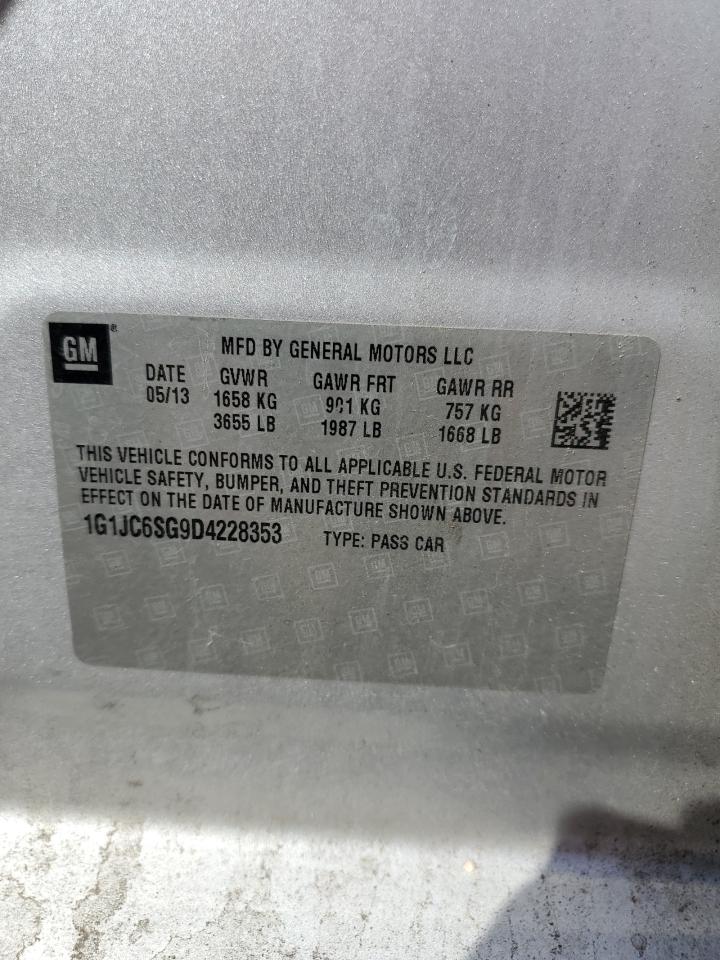 GM®
MFD BY GENERAL MOTORS LLC
DATE GVWR GAWR FRT GAWR RR
05/13 1658 KG 901 KG 757 KG
3655 LB 1987 LB 1668 LB
THIS VEHICLE CONFORMS TO ALL APPLICABLE U.S. FEDERAL MOTOR
VEHICLE SAFETY, BUMPER, AND THEFT PREVENTION STANDARDS IN
EFFECT ON THE DATE OF MANUFACTURE SHOWN ABOVE.
1G1JC6SG9D4228353 TYPE: PASS CAR